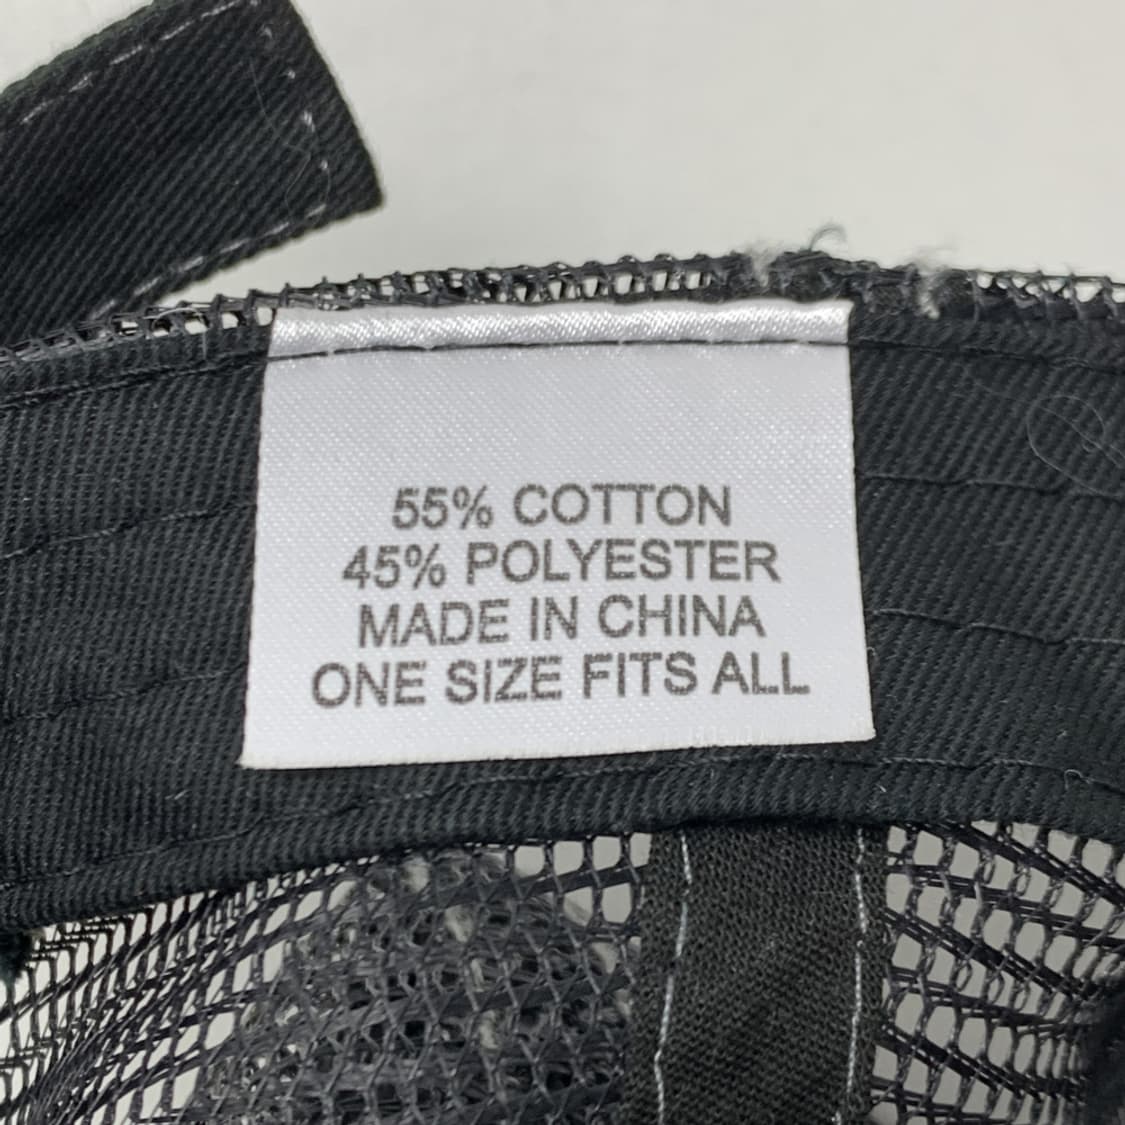 55% COTTON
45% POLYESTER
MADE IN CHINA
ONE SIZE FITS ALL